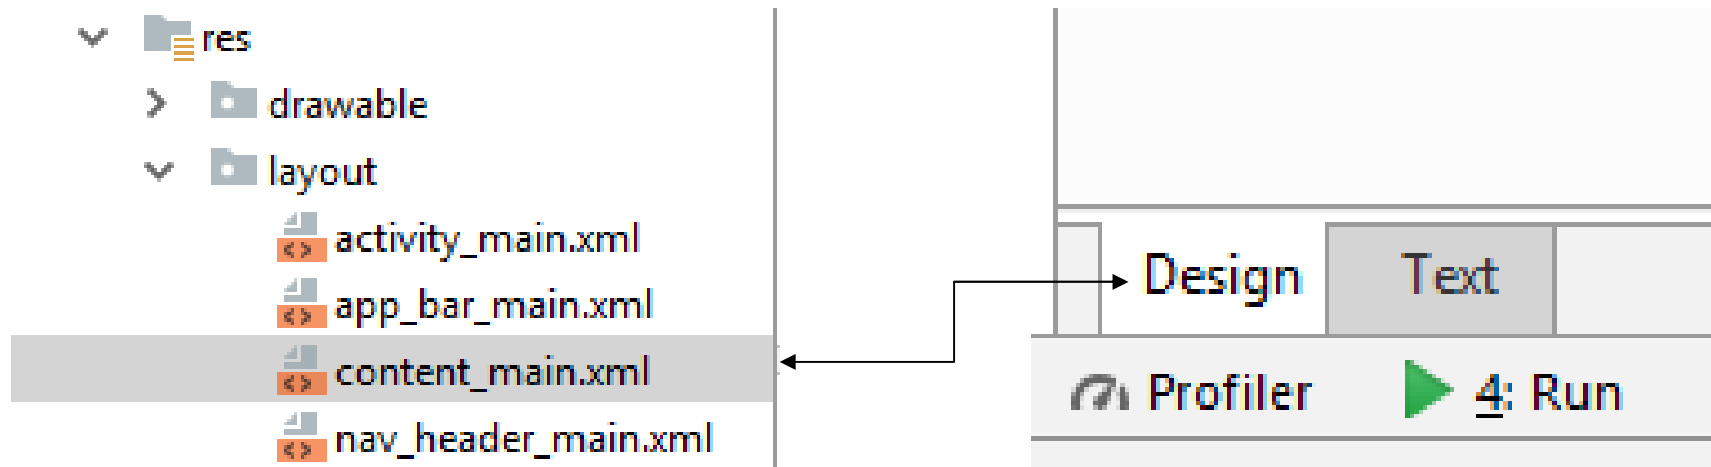 res
drawable
layout
activity_main.xml
app_bar_main.xml
content_main.xml
nav_header_main.xml
Design Text
Profiler 4: Run